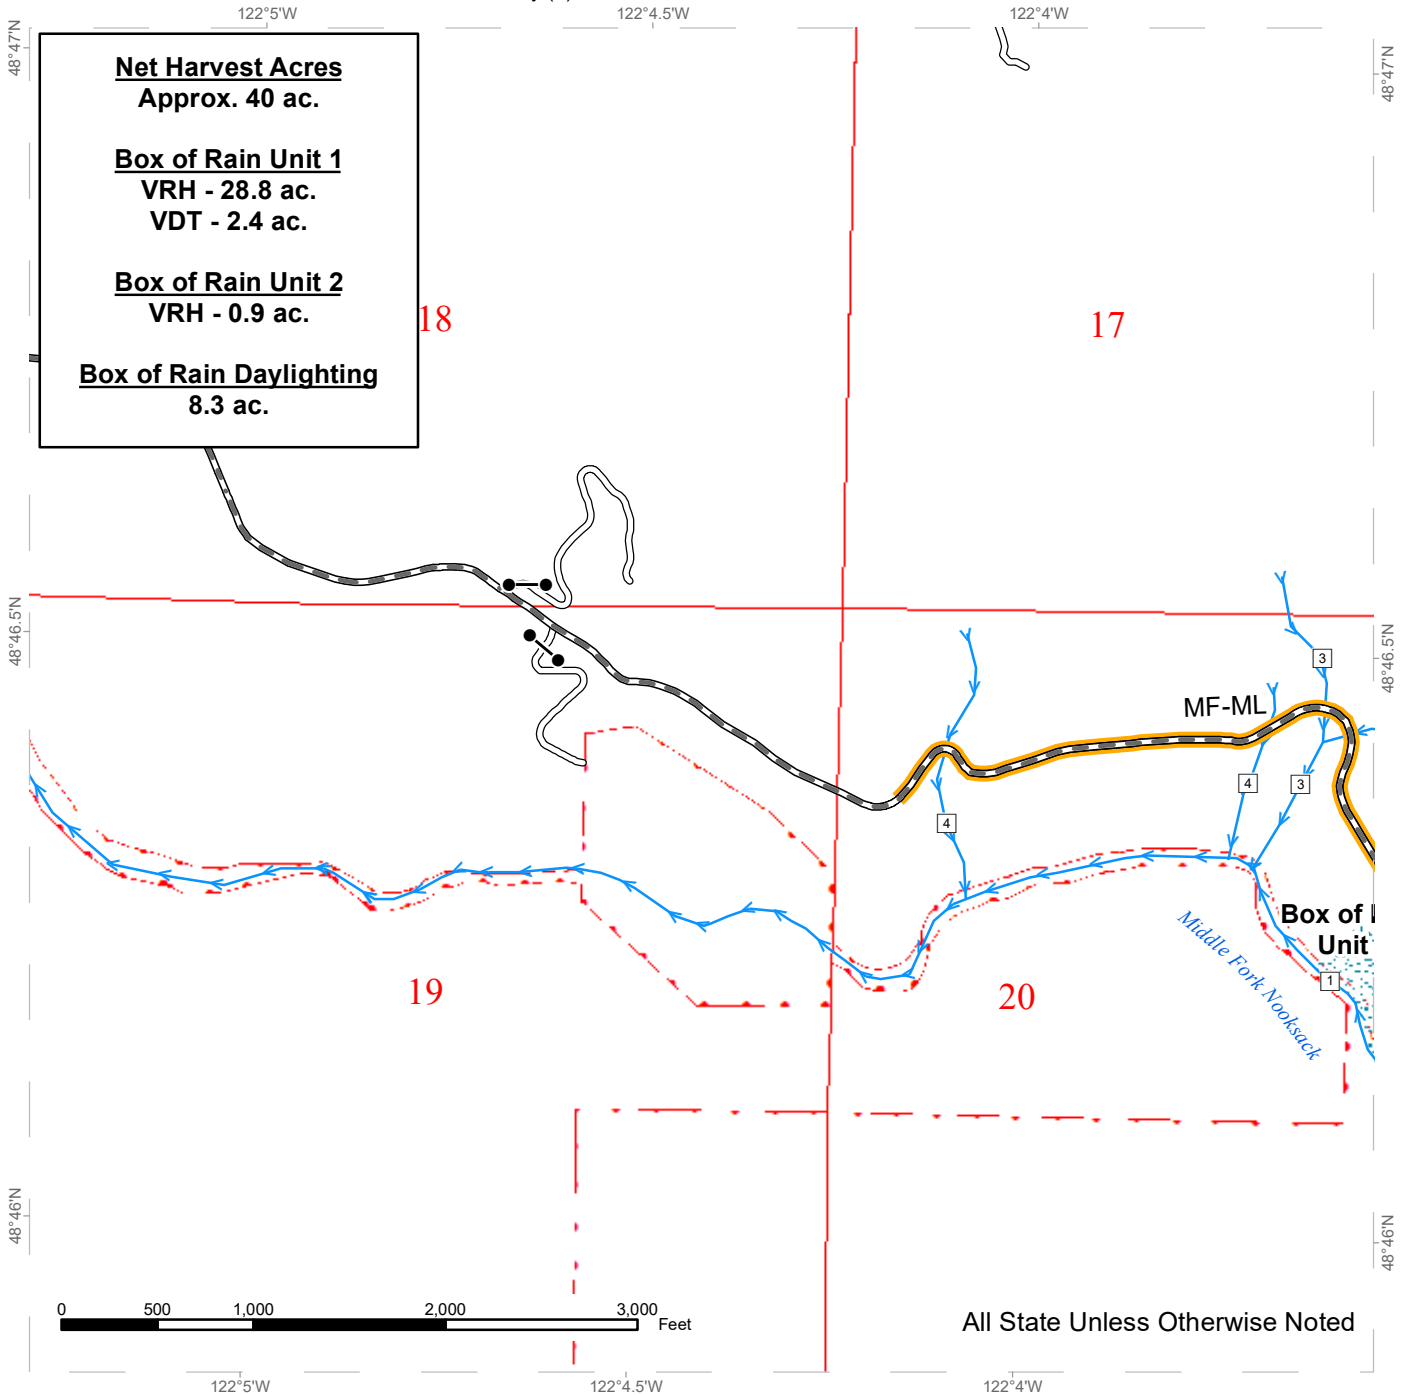 122°5'W
122°4.5'W
122°4'W
48°47'N
48°47'N
Net Harvest Acres
Approx. 40 ac.
Box of Rain Unit 1
VRH - 28.8 ac.
VDT - 2.4 ac.
Box of Rain Unit 2
VRH - 0.9 ac.
Box of Rain Daylighting
8.3 ac.
18
17
48°46.5'N
48°46.5'N
3
MF-ML
4
3
4
Box of
Unit
Middle Fork Nooksack
1
19
20
48°46'N
48°46'N
0
500
1,000
2,000
3,000
Feet
All State Unless Otherwise Noted
122°5'W
122°4.5'W
122°4'W